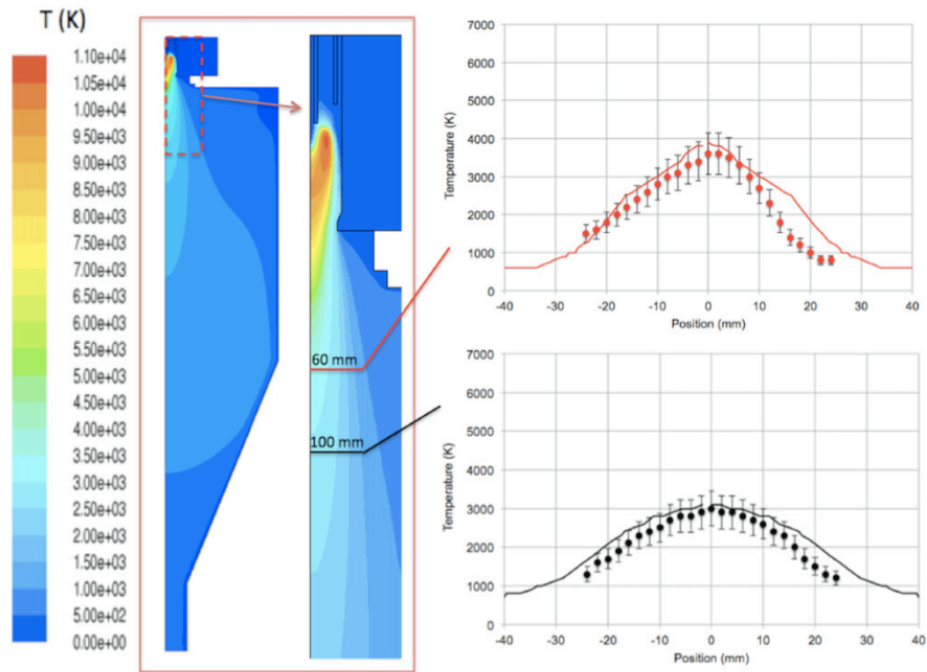 T (K)
1.10e+04
1.05e+04
1.00e+04
9.50e+03
9.00e+03
8.50e+03
8.00e+03
7.50e+03
7.00e+03
6.50e+03
6.00e+03
5.50e+03
5.00e+03
4.50e+03
4.00e+03
3.50e+03
3.00e+03
2.50e+03
2.00e+03
1.50e+03
1.00e+03
5.00e+02
0.00e+00
60 mm
100 mm
7000
6000
5000
4000
3000
2000
1000
0
Temperature (K)
-40
-30
-20
-10
0
10
20
30
40
Position (mm)
7000
6000
5000
4000
3000
2000
1000
0
Temperature (K)
-40
-30
-20
-10
0
10
20
30
40
Position (mm)